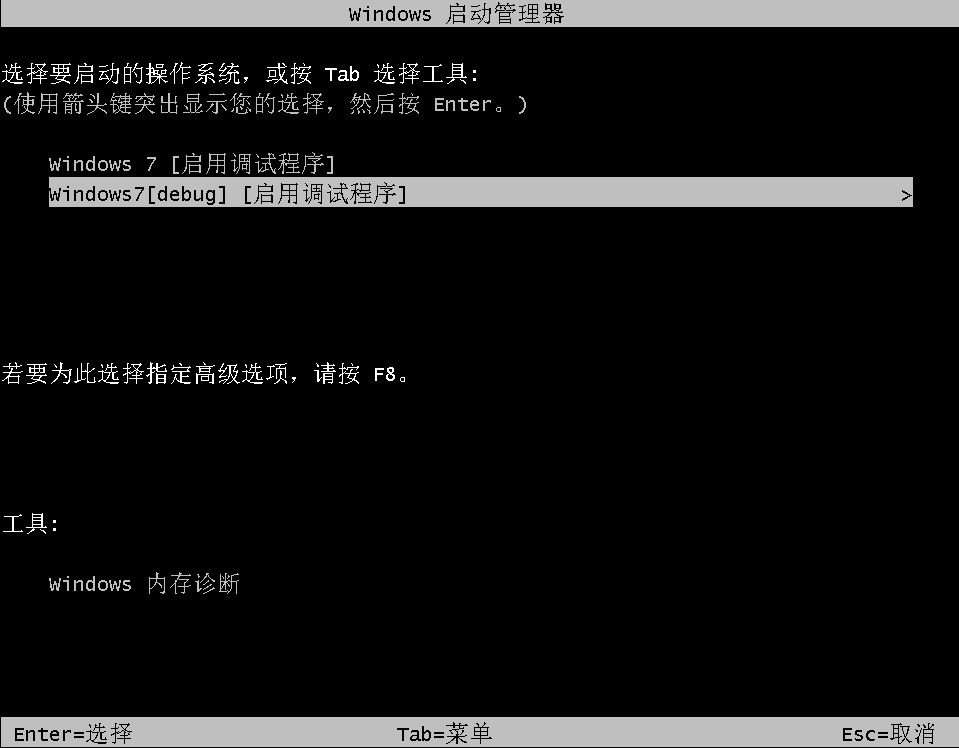 Windows 启动管理器
选择要启动的操作系统，或按 Tab 选择工具:
(使用箭头键突出显示您的选择，然后按 Enter。)
Windows 7 [启用调试程序]
Windows7[debug] [启用调试程序] >
若要为此选择指定高级选项，请按 F8。
工具:
Windows 内存诊断
Enter=选择 Tab=菜单 Esc=取消